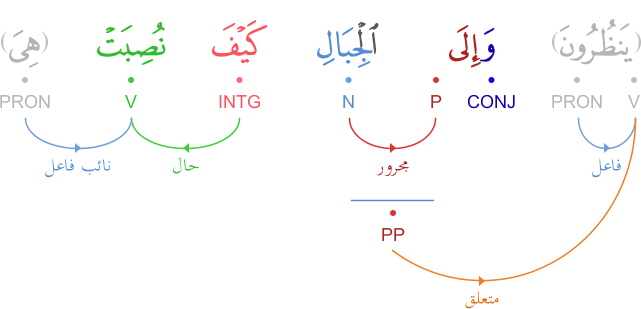 (يَنظُرُونَ) وَإِلَى ٱلْجِبَالِ كَيْفَ نُصِبَتْ (هِىَ)
V PRON CONJ P N INTG V PRON
فاعل مجرور حال نائب فاعل
PP
متعلق